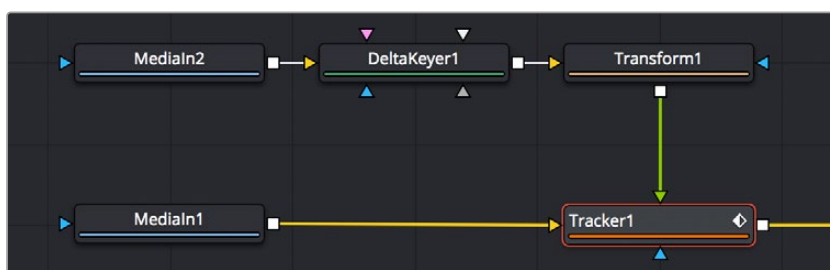 MediaIn2
DeltaKeyer1
Transform1
MediaIn1
Tracker1